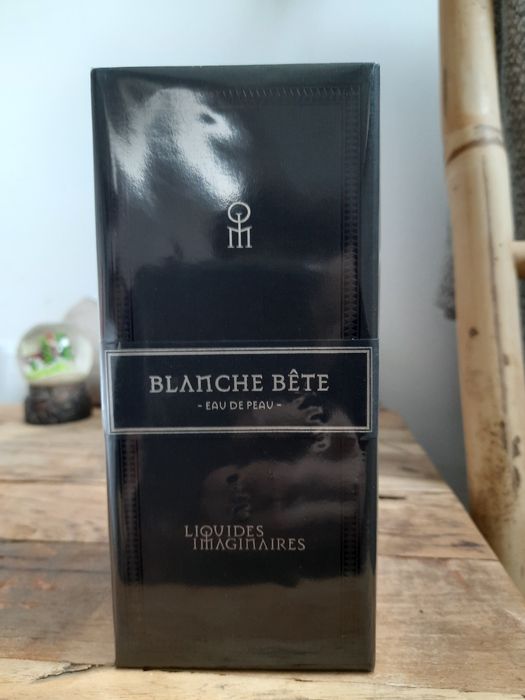 BLANCHE BÊTE
- EAU DE PEAU -
LIQUIDES
IMAGINAIRES